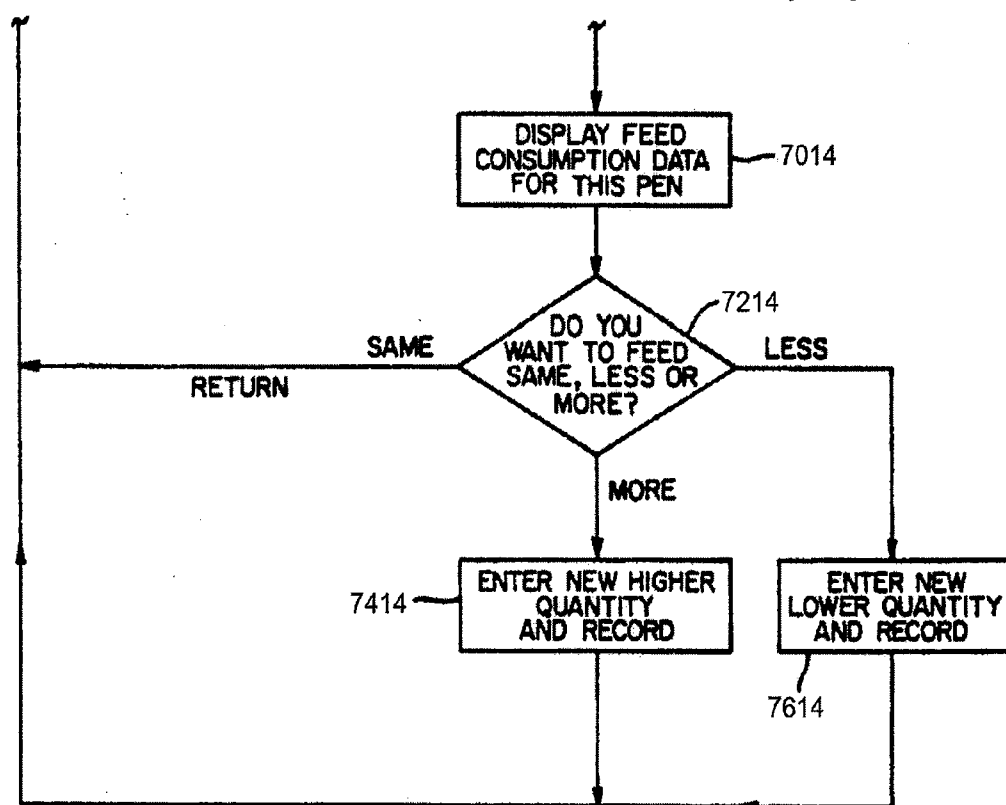 DISPLAY FEED
CONSUMPTION DATA
FOR THIS PEN
7014
7214
DO YOU
WANT TO FEED
SAME, LESS OR
MORE?
SAME
RETURN
LESS
MORE
7414
ENTER NEW HIGHER
QUANTITY
AND RECORD
ENTER NEW
LOWER QUANTITY
AND RECORD
7614